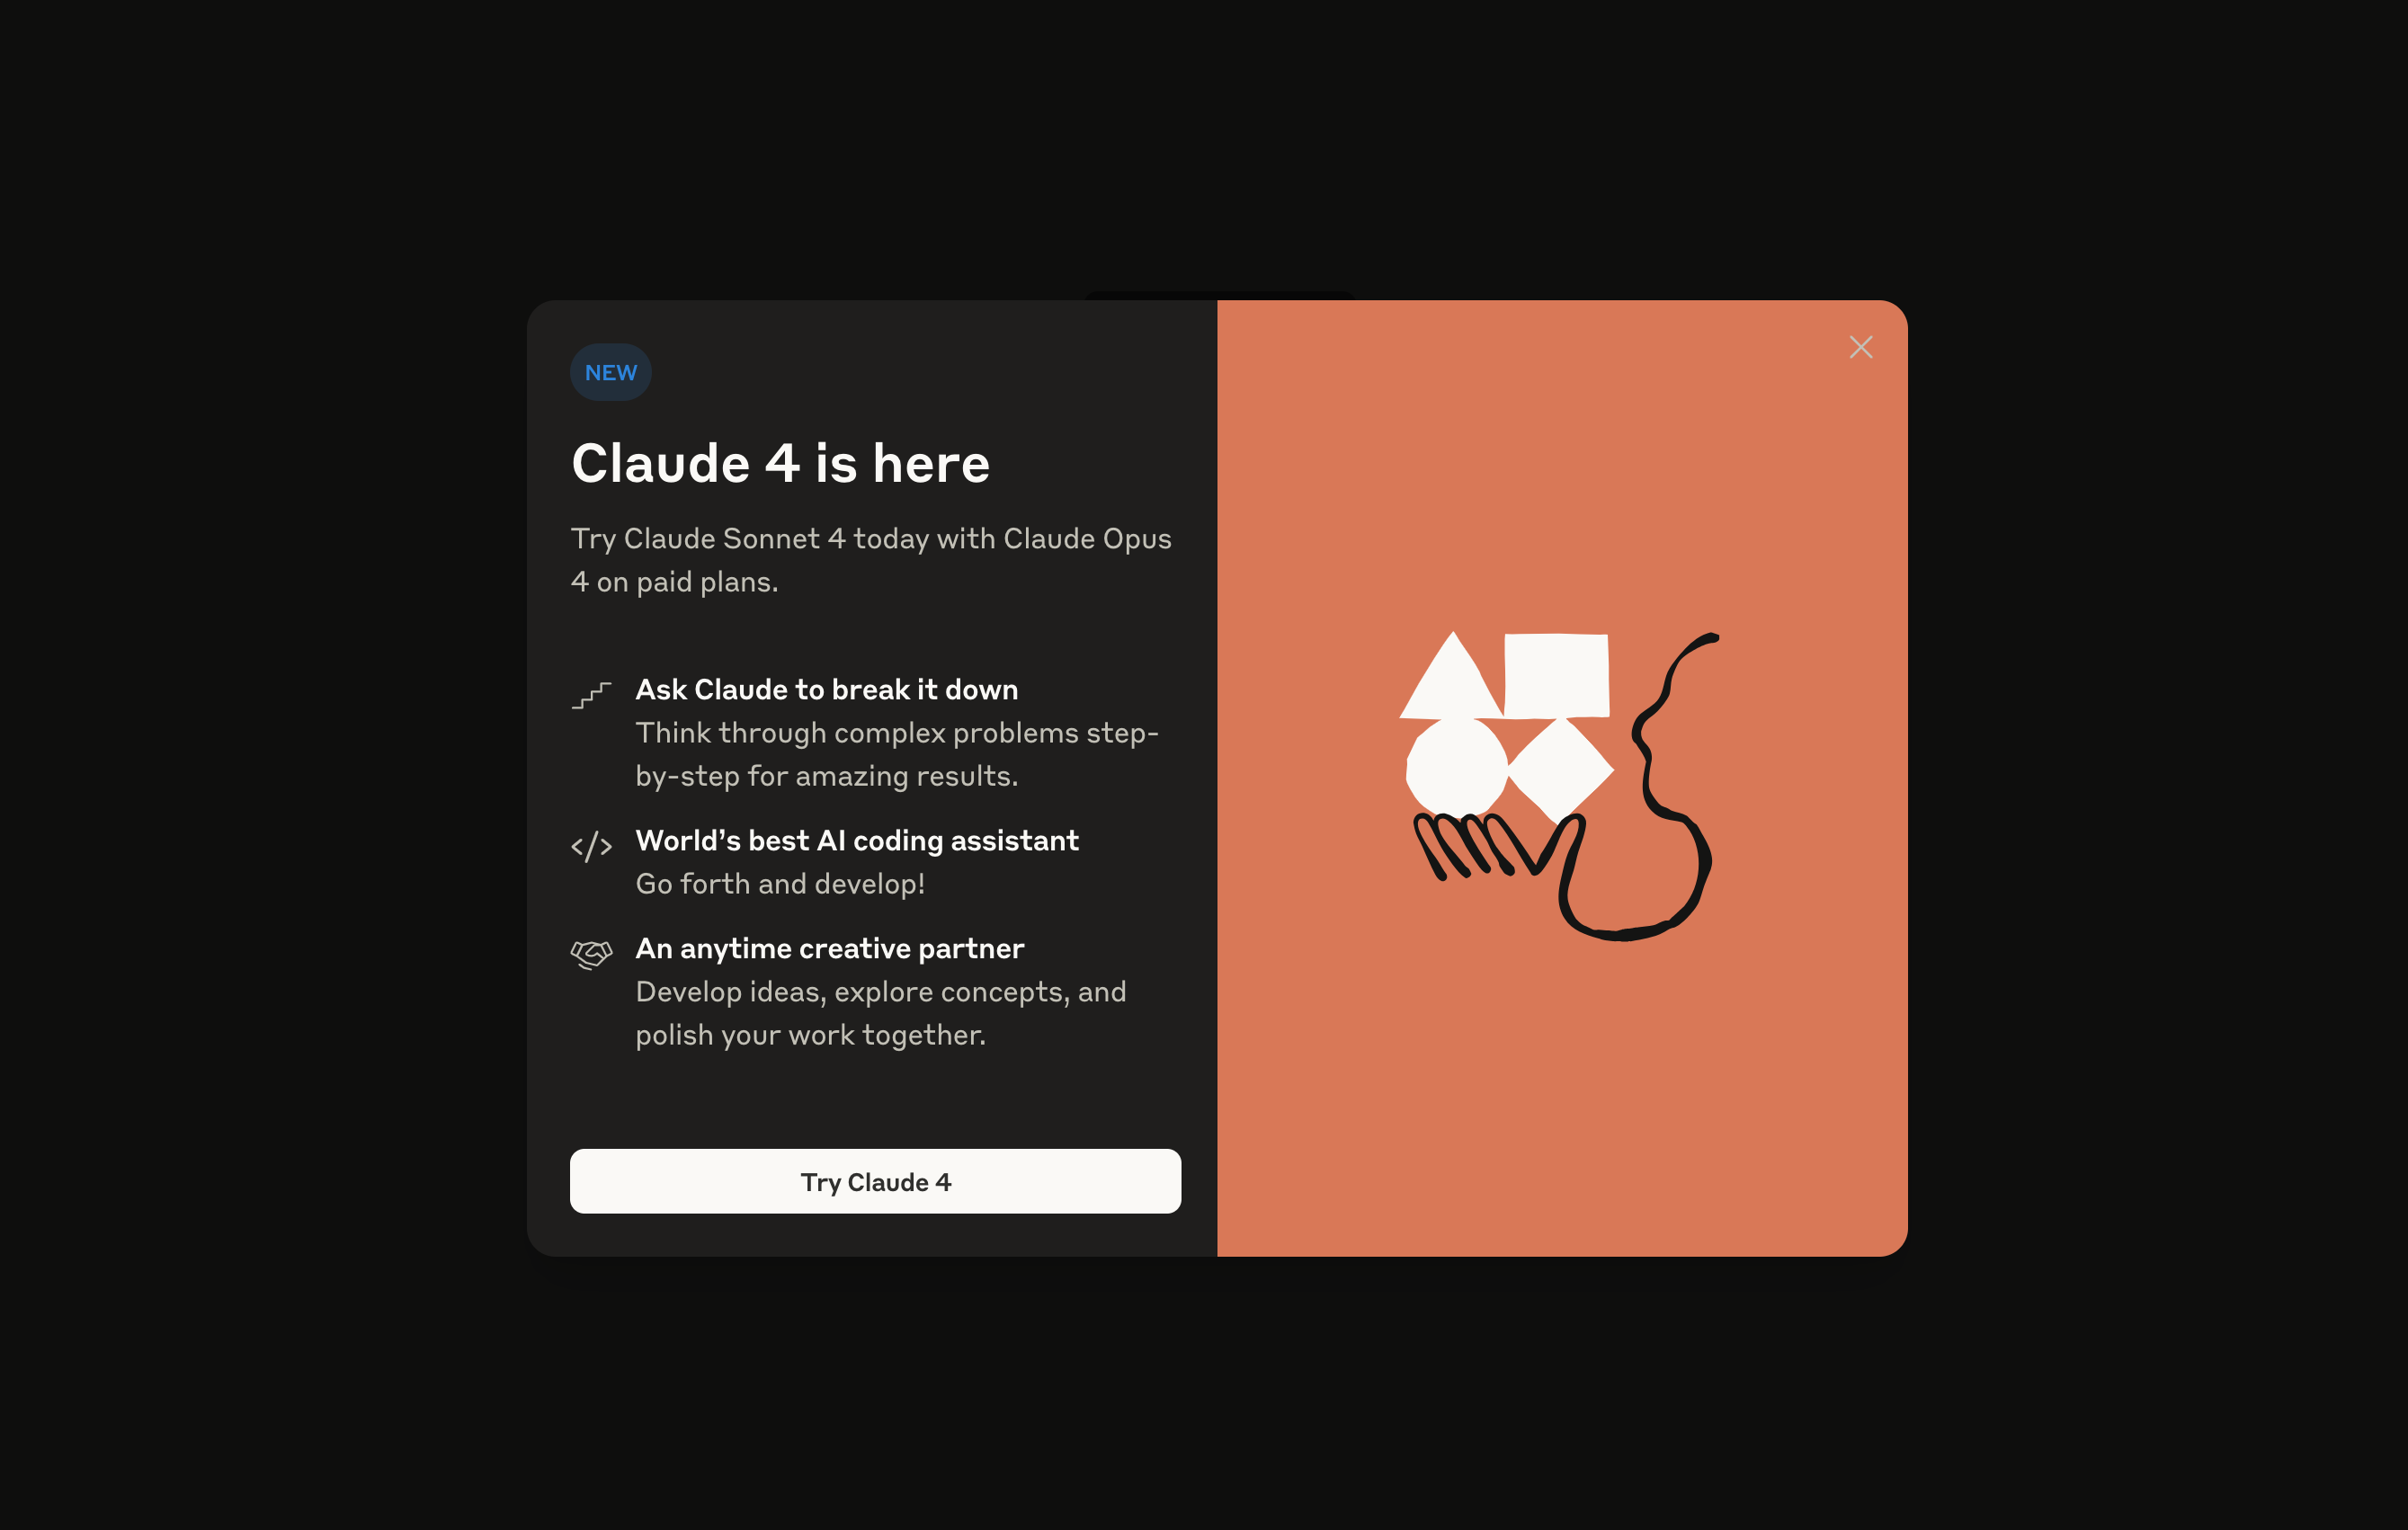 NEW
Claude 4 is here
Try Claude Sonnet 4 today with Claude Opus
4 on paid plans.
Ask Claude to break it down
Think through complex problems step-
by-step for amazing results.
World’s best AI coding assistant
Go forth and develop!
An anytime creative partner
Develop ideas, explore concepts, and
polish your work together.
Try Claude 4